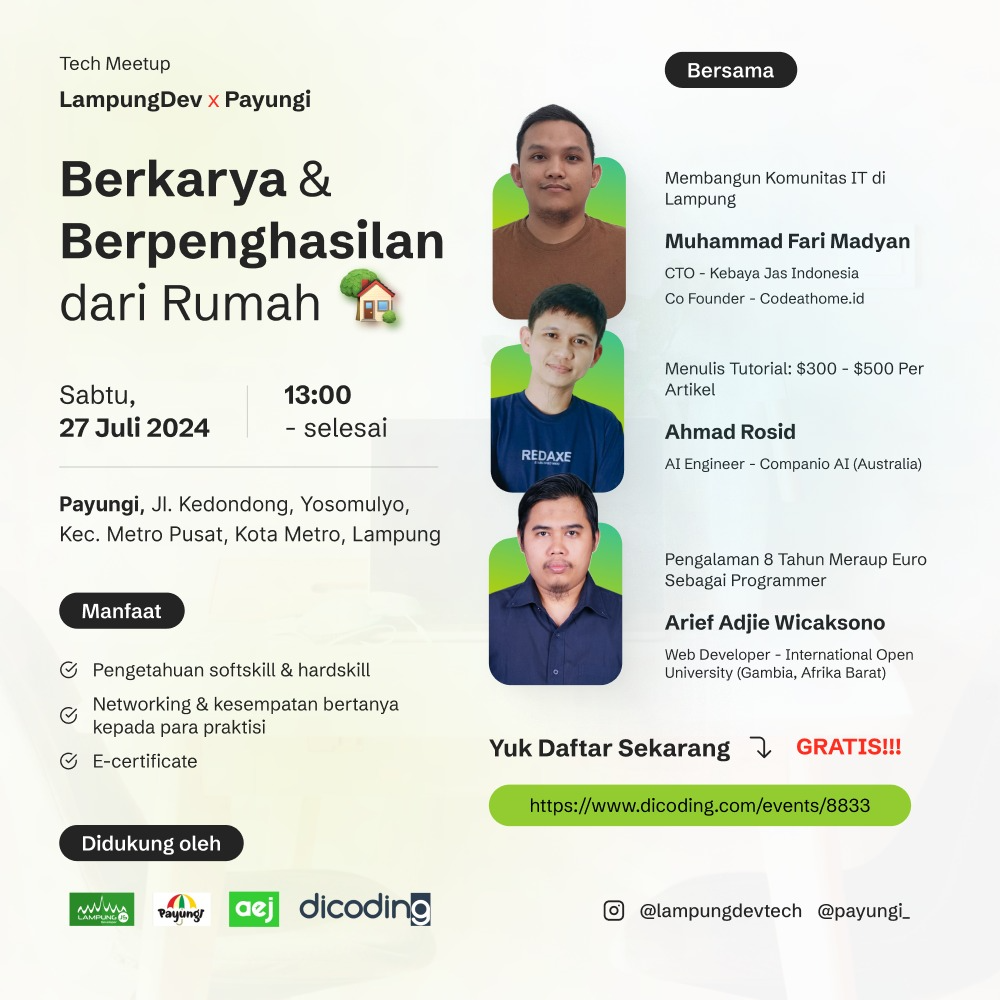 Tech Meetup
LampungDev x Payungi
Berkarya &
Berpenghasilan
dari Rumah
Sabtu,
27 Juli 2024
13:00
- selesai
Payungi, Jl. Kedondong, Yosomulyo,
Kec. Metro Pusat, Kota Metro, Lampung
Manfaat
Pengetahuan softskill & hardskill
Networking & kesempatan bertanya
kepada para praktisi
E-certificate
Didukung oleh
LAMPUNG
Payungi
aej
dicoding
Bersama
Membangun Komunitas IT di
Lampung
Muhammad Fari Madyan
CTO - Kebaya Jas Indonesia
Co Founder - Codeathome.id
REDAXE
Menulis Tutorial: $300 - $500 Per
Artikel
Ahmad Rosid
AI Engineer - Companio AI (Australia)
Pengalaman 8 Tahun Meraup Euro
Sebagai Programmer
Arief Adjie Wicaksono
Web Developer - International Open
University (Gambia, Afrika Barat)
Yuk Daftar Sekarang
GRATIS!!!
https://www.dicoding.com/events/8833
@lampungdevtech @payungi_